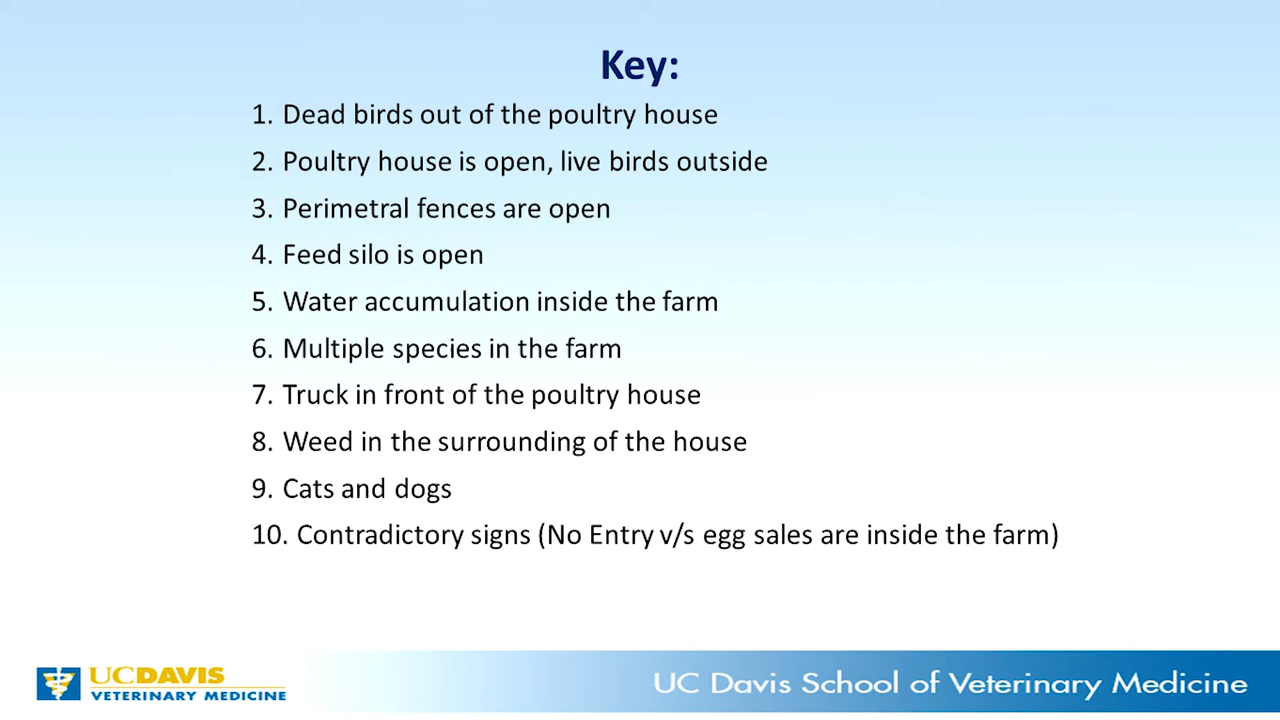 Key:
1. Dead birds out of the poultry house
2. Poultry house is open, live birds outside
3. Perimetral fences are open
4. Feed silo is open
5. Water accumulation inside the farm
6. Multiple species in the farm
7. Truck in front of the poultry house
8. Weed in the surrounding of the house
9. Cats and dogs
10. Contradictory signs (No Entry v/s egg sales are inside the farm)
UCDAVIS
VETERINARY MEDICINE
UC Davis School of Veterinary Medicine